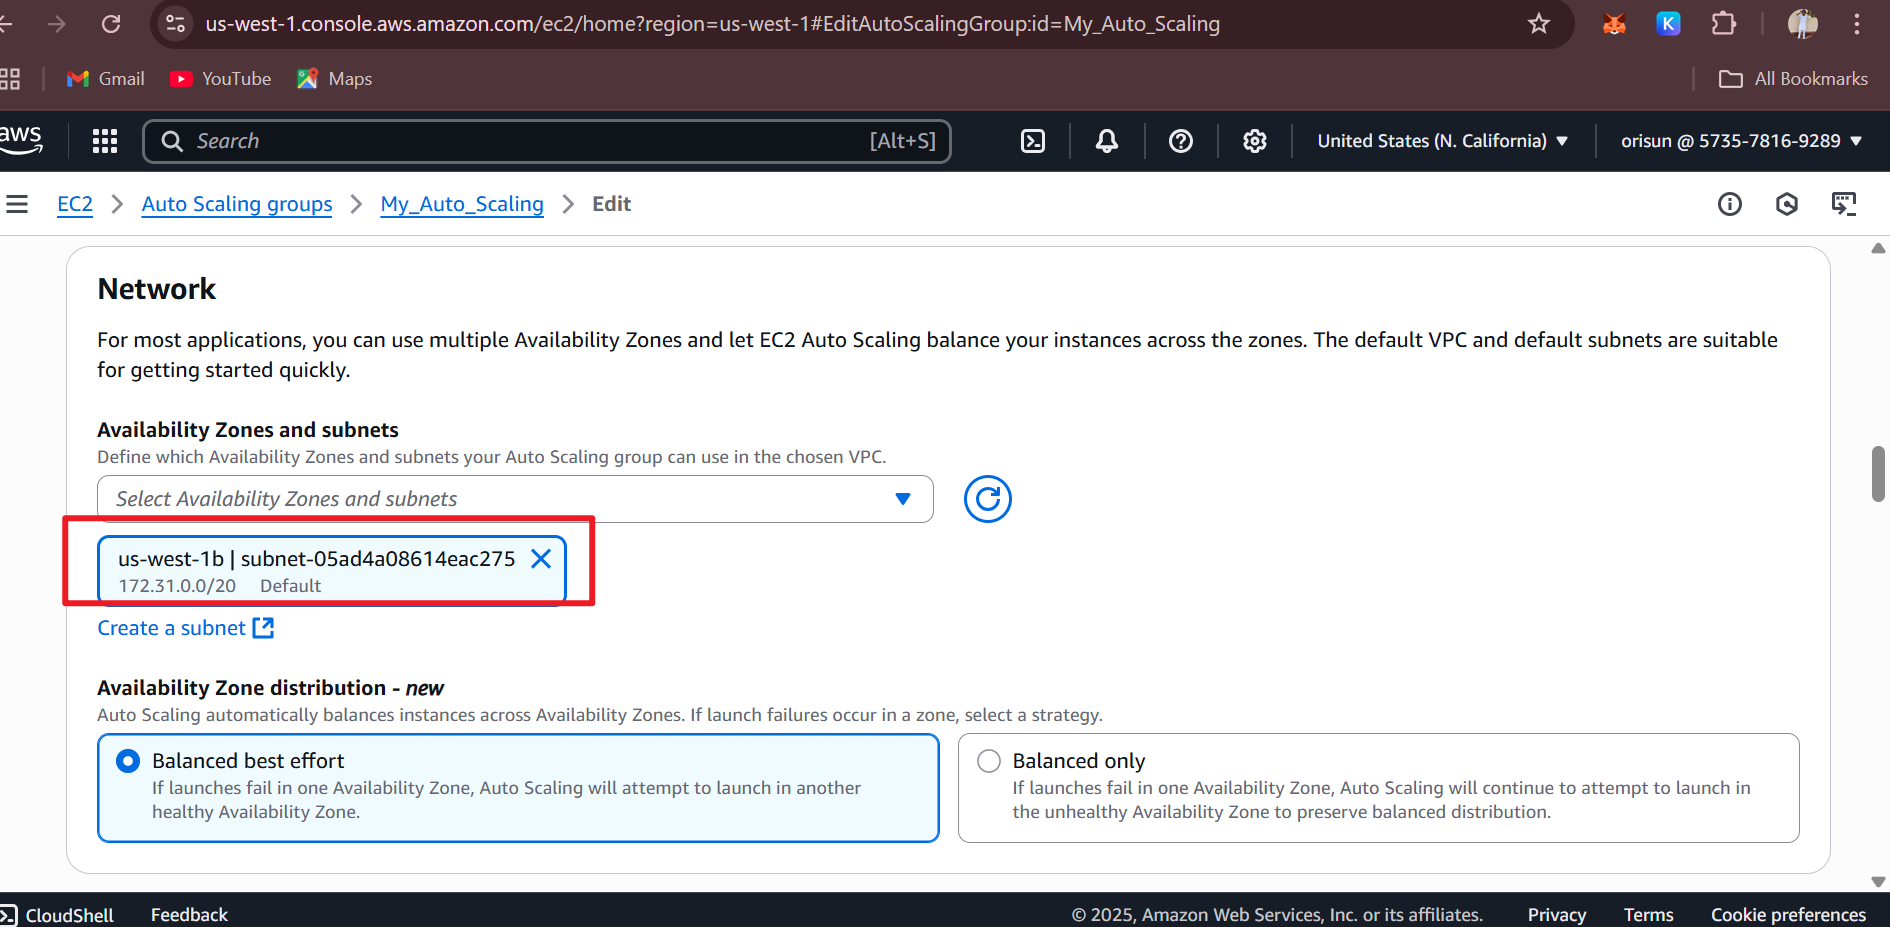 us-west-1.console.aws.amazon.com/ec2/home?region=us-west-1#EditAutoScalingGroup:id=My_Auto_Scaling
K
Gmail YouTube Maps All Bookmarks
aws Search [Alt+S] United States (N. California) orisun @ 5735-7816-9289
EC2 Auto Scaling groups My_Auto_Scaling Edit
Network
For most applications, you can use multiple Availability Zones and let EC2 Auto Scaling balance your instances across the zones. The default VPC and default subnets are suitable
for getting started quickly.
Availability Zones and subnets
Define which Availability Zones and subnets your Auto Scaling group can use in the chosen VPC.
Select Availability Zones and subnets
us-west-1b | subnet-05ad4a08614eac275
172.31.0.0/20 Default
Create a subnet
Availability Zone distribution - new
Auto Scaling automatically balances instances across Availability Zones. If launch failures occur in a zone, select a strategy.
Balanced best effort
If launches fail in one Availability Zone, Auto Scaling will attempt to launch in another
healthy Availability Zone.
Balanced only
If launches fail in one Availability Zone, Auto Scaling will continue to attempt to launch in
the unhealthy Availability Zone to preserve balanced distribution.
CloudShell Feedback © 2025, Amazon Web Services, Inc. or its affiliates. Privacy Terms Cookie preferences